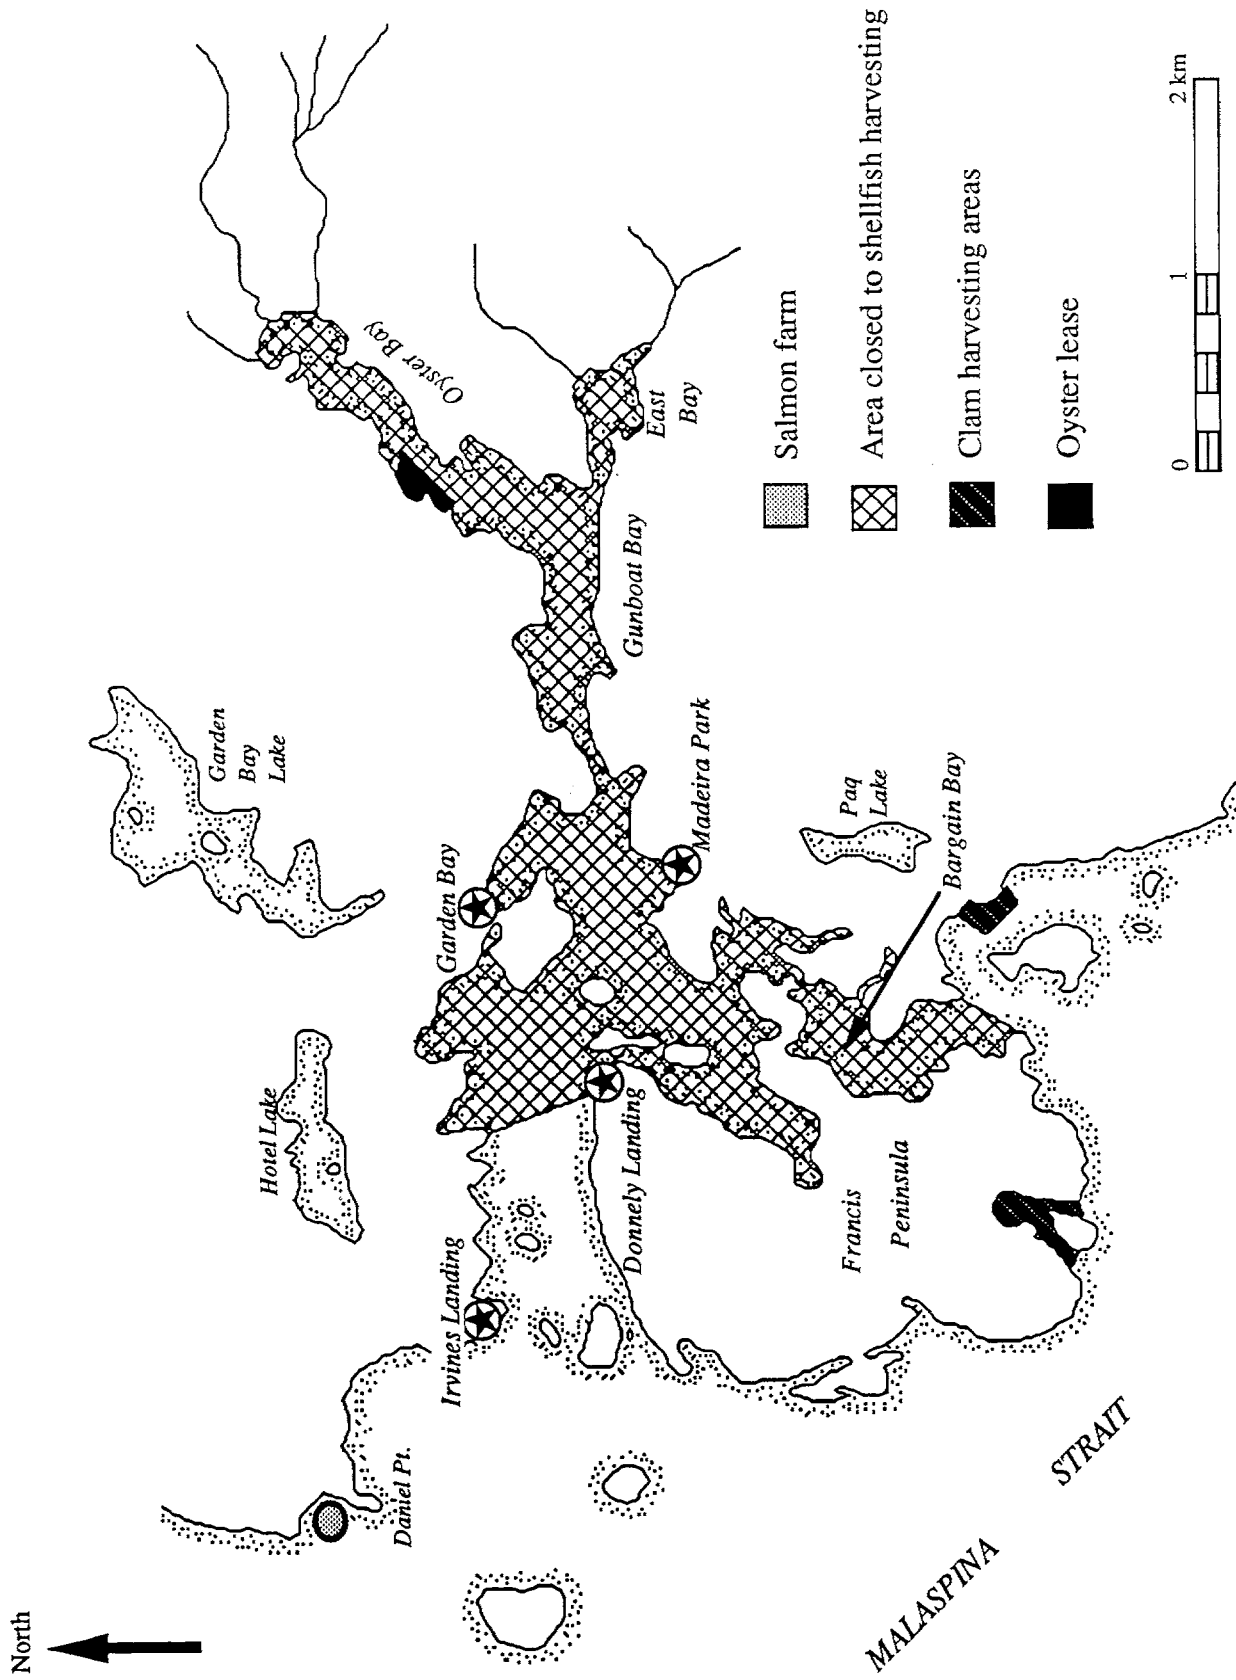 North
Garden
Bay
Lake
Hotel Lake
Oyster Bay
East
Bay
Gunboat Bay
Garden Bay
Madeira Park
Irvines Landing
Donnely Landing
Daniel Pt.
Paq
Lake
Bargain Bay
Francis
Peninsula
MALASPINA
STRAIT
Salmon farm
Area closed to shellfish harvesting
Clam harvesting areas
Oyster lease
0 1 2 km